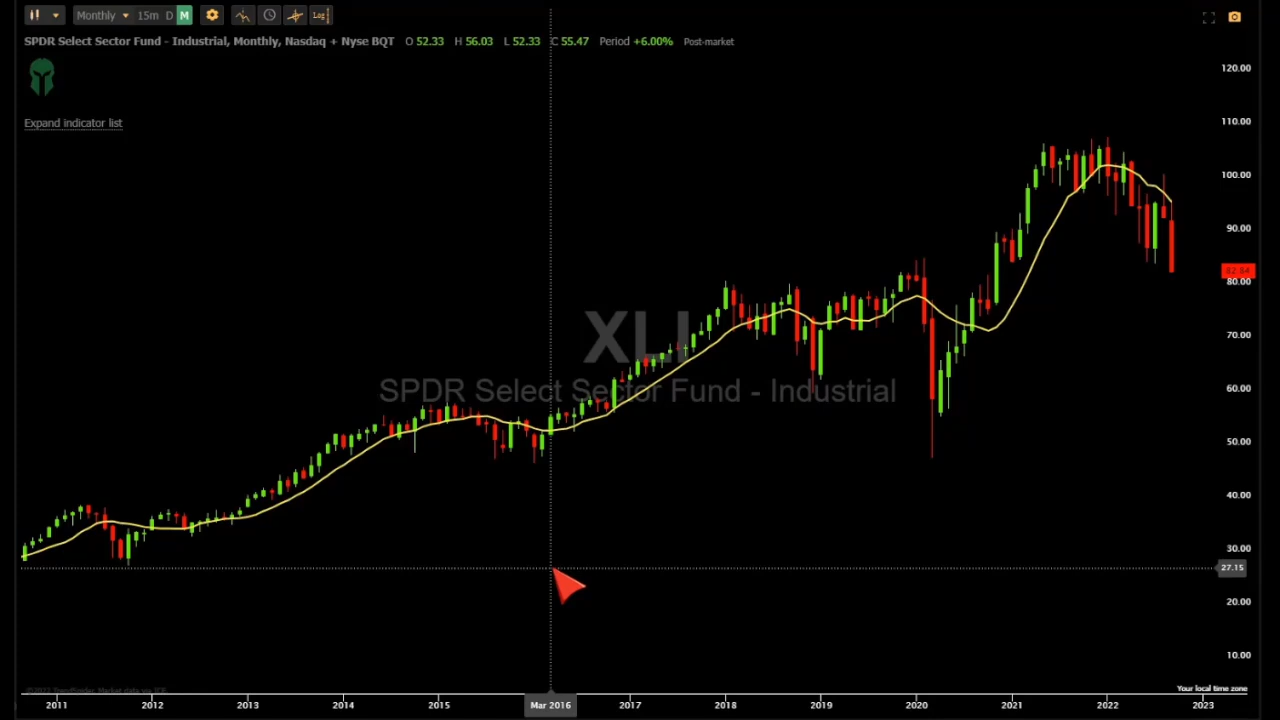 Monthly 15m D M Log
SPDR Select Sector Fund - Industrial, Monthly, Nasdaq + Nyse BQT O 52.33 H 56.03 L 52.33 C 55.47 Period +6.00% Post-market
Expand indicator list
120.00
110.00
100.00
90.00
82.84
80.00
70.00
60.00
50.00
40.00
30.00
27.15
20.00
10.00
XLI
SPDR Select Sector Fund - Industrial
Your local time zone
2011 2012 2013 2014 2015 Mar 2016 2017 2018 2019 2020 2021 2022 2023